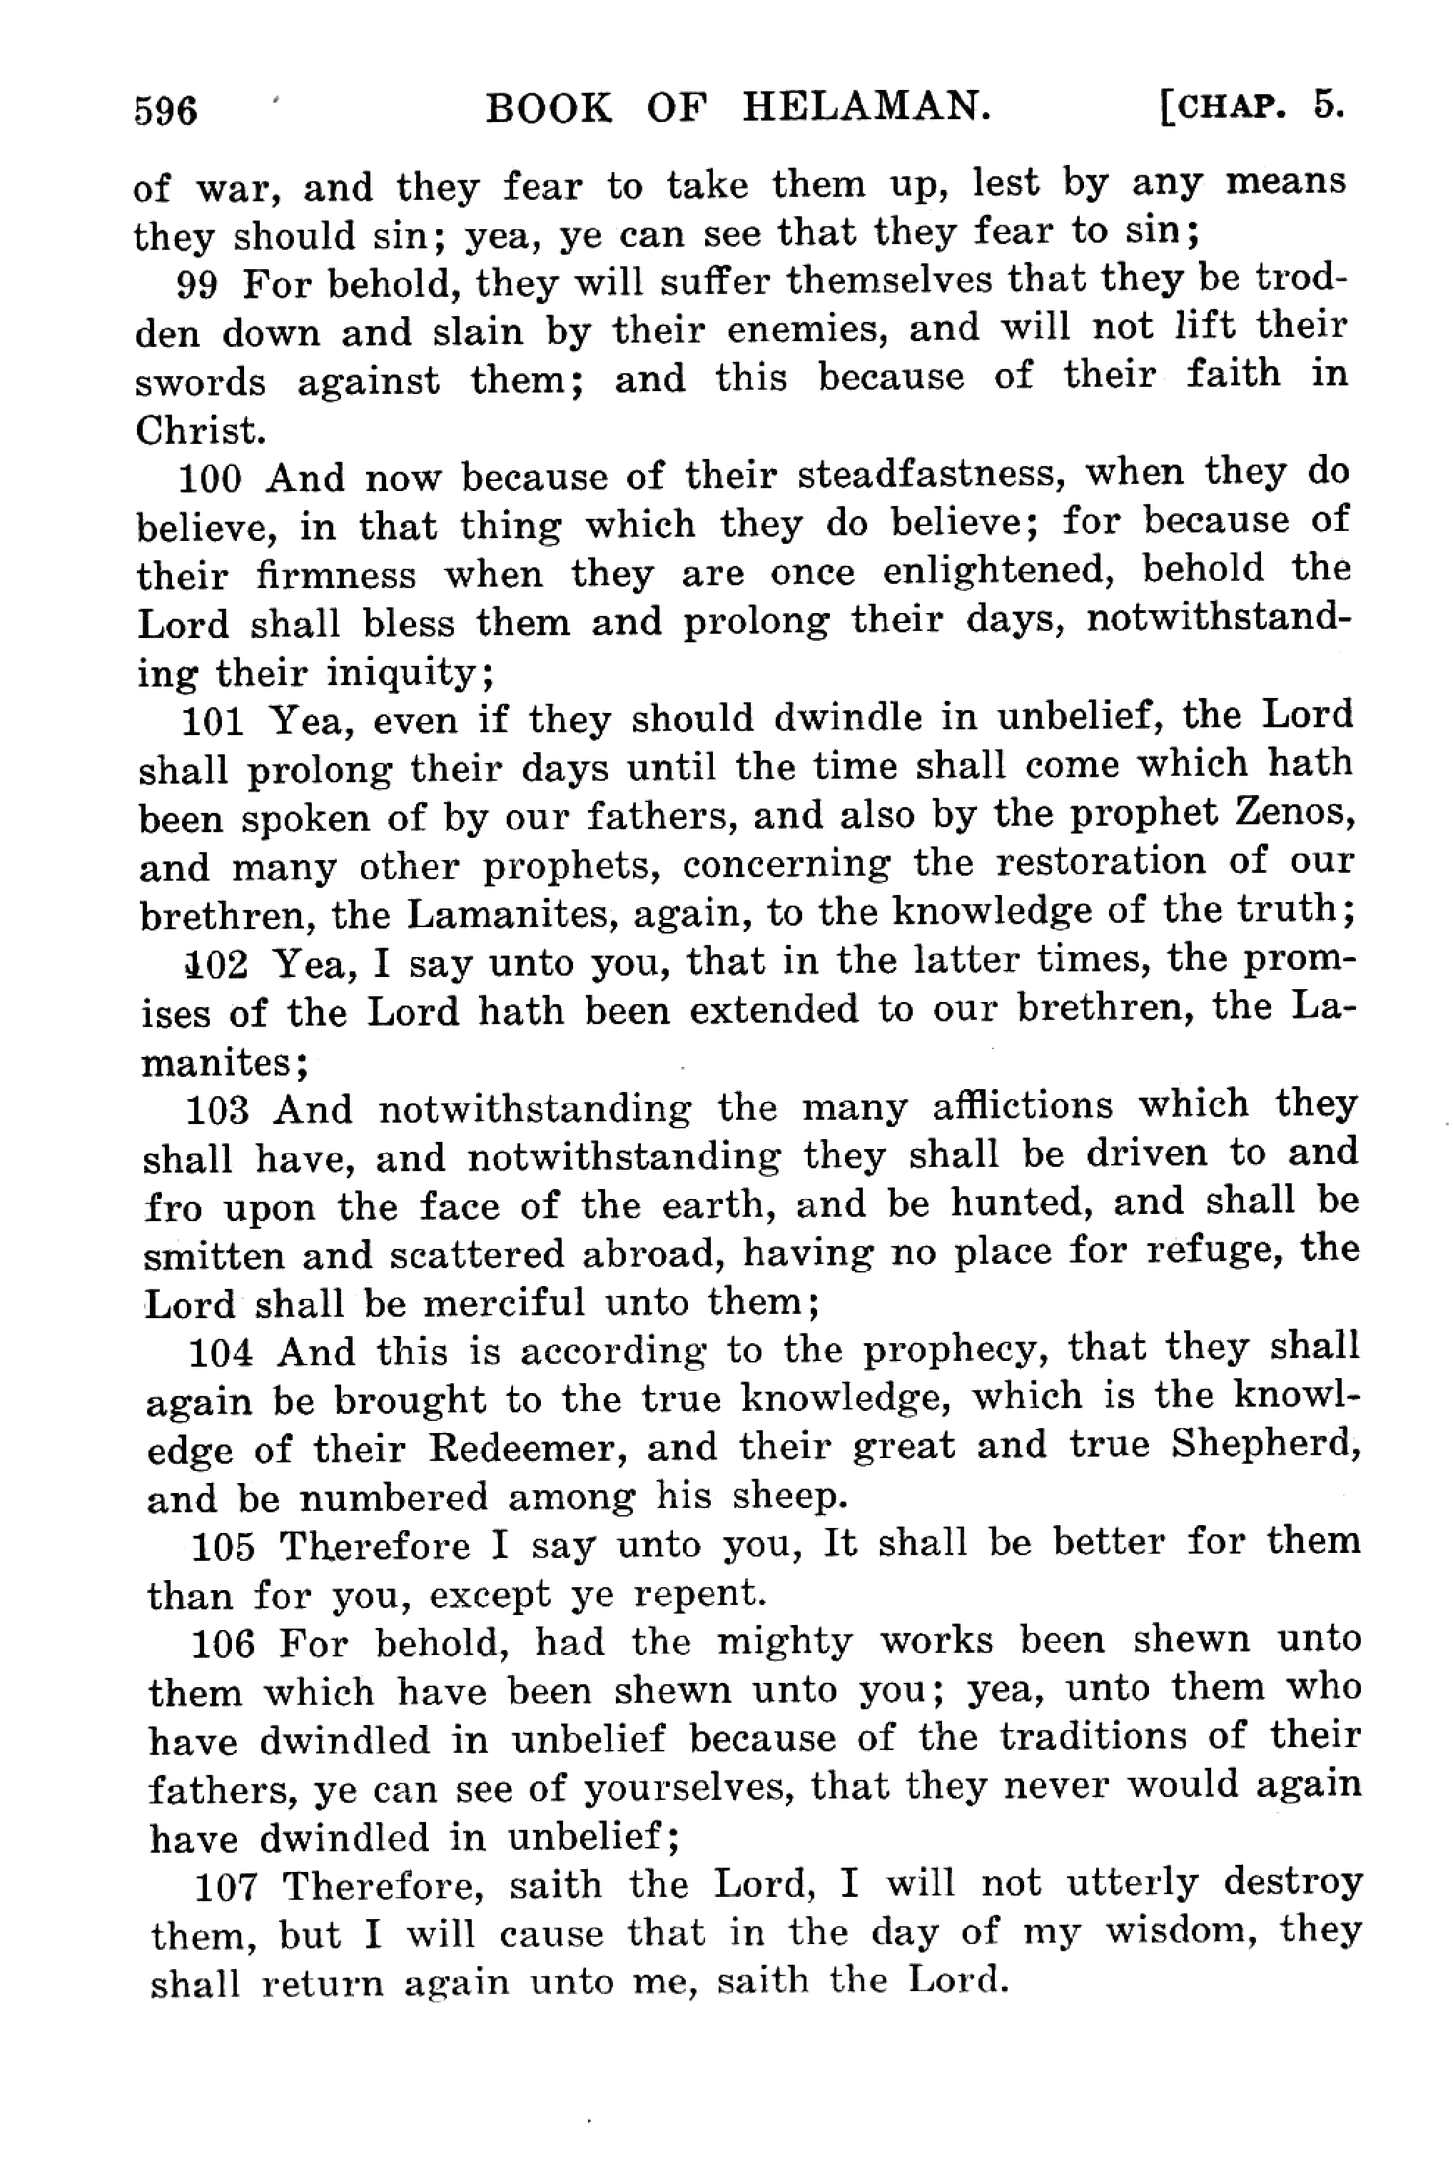 596 BOOK OF HELAMAN. [CHAP. 5.
of war, and they fear to take them up, lest by any means
they should sin; yea, ye can see that they fear to sin;
99 For behold, they will suffer themselves that they be trod-
den down and slain by their enemies, and will not lift their
swords against them; and this because of their faith in
Christ.
100 And now because of their steadfastness, when they do
believe, in that thing which they do believe; for because of
their firmness when they are once enlightened, behold the
Lord shall bless them and prolong their days, notwithstand-
ing their iniquity;
101 Yea, even if they should dwindle in unbelief, the Lord
shall prolong their days until the time shall come which hath
been spoken of by our fathers, and also by the prophet Zenos,
and many other prophets, concerning the restoration of our
brethren, the Lamanites, again, to the knowledge of the truth;
102 Yea, I say unto you, that in the latter times, the prom-
ises of the Lord hath been extended to our brethren, the La-
manites;
103 And notwithstanding the many afflictions which they
shall have, and notwithstanding they shall be driven to and
fro upon the face of the earth, and be hunted, and shall be
smitten and scattered abroad, having no place for refuge, the
Lord shall be merciful unto them;
104 And this is according to the prophecy, that they shall
again be brought to the true knowledge, which is the knowl-
edge of their Redeemer, and their great and true Shepherd,
and be numbered among his sheep.
105 Therefore I say unto you, It shall be better for them
than for you, except ye repent.
106 For behold, had the mighty works been shewn unto
them which have been shewn unto you; yea, unto them who
have dwindled in unbelief because of the traditions of their
fathers, ye can see of yourselves, that they never would again
have dwindled in unbelief;
107 Therefore, saith the Lord, I will not utterly destroy
them, but I will cause that in the day of my wisdom, they
shall return again unto me, saith the Lord.